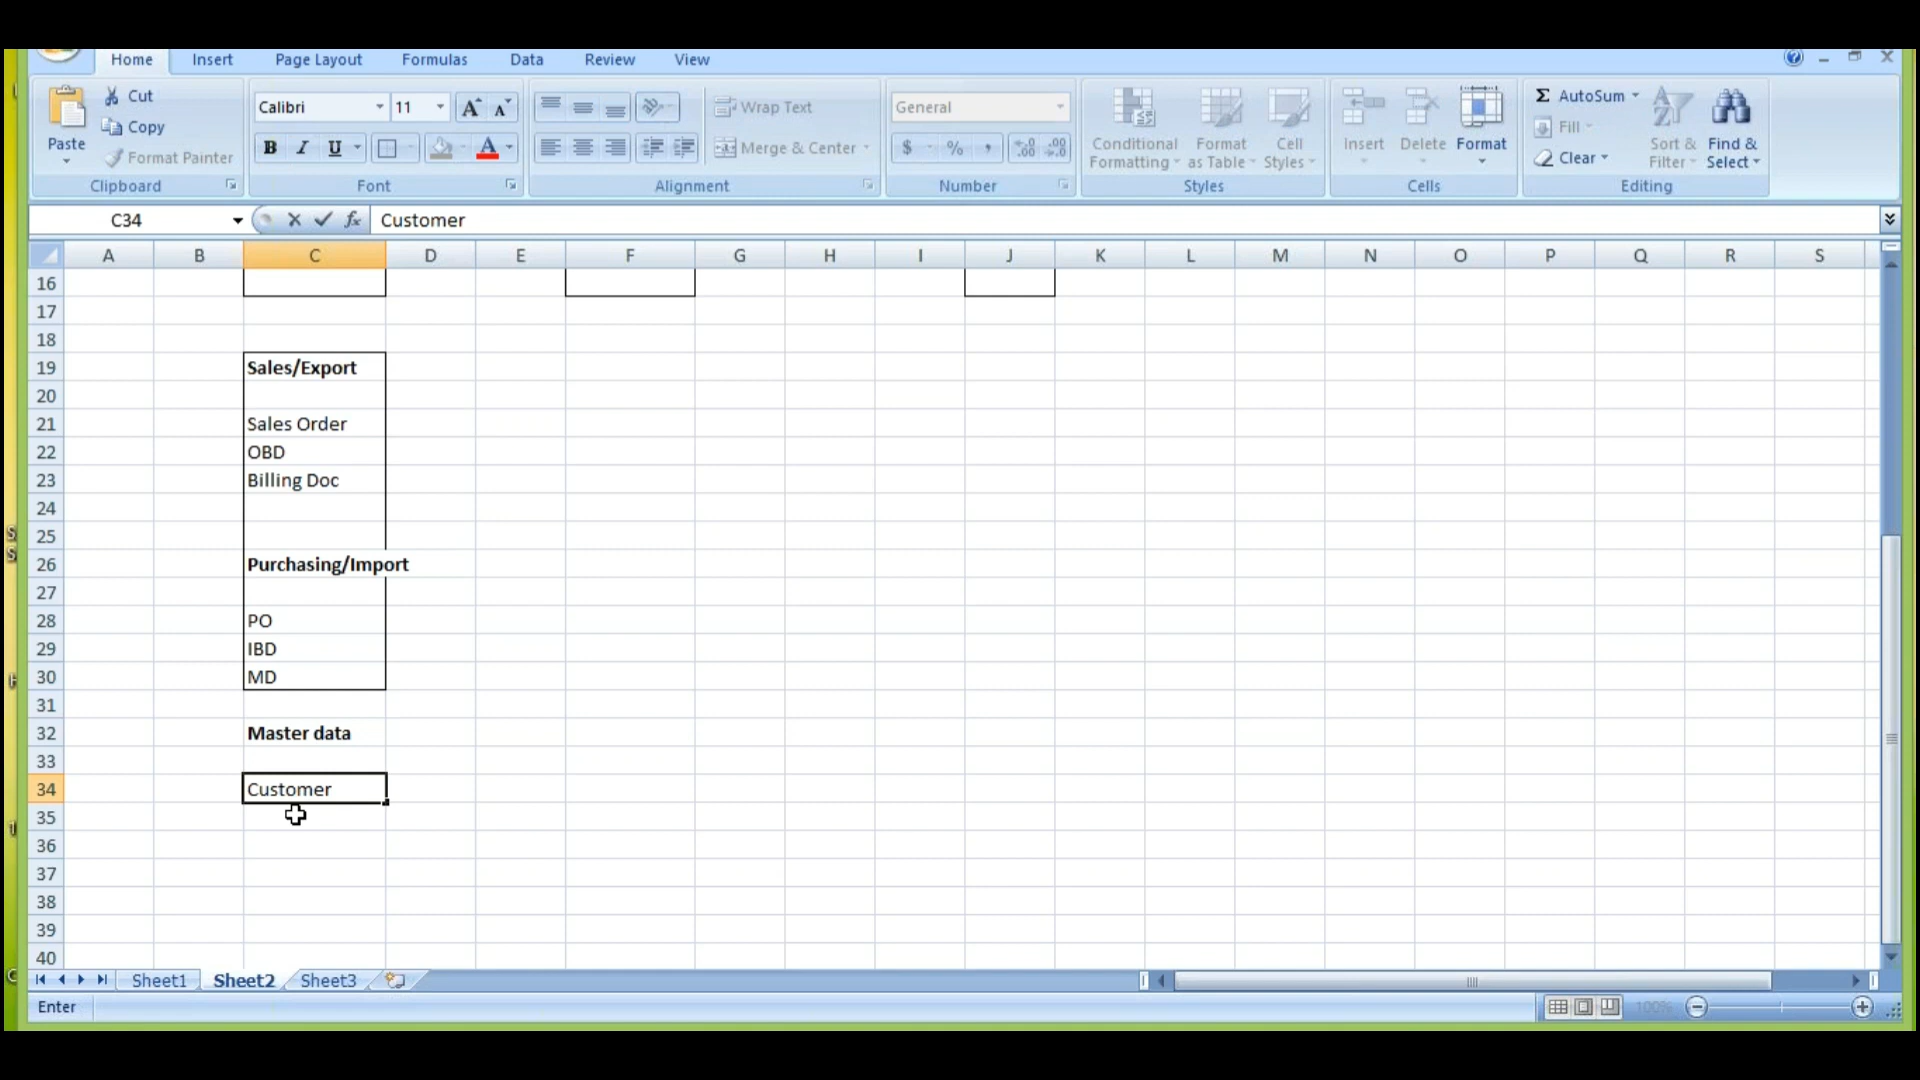 Home Insert Page Layout Formulas Data Review View
Paste
Cut
Copy
Format Painter
Clipboard
Calibri 11
B I U
Font
Wrap Text
Merge & Center
Alignment
General
$ % ,
Number
Conditional Formatting
Format as Table
Cell Styles
Styles
Insert Delete Format
Cells
Σ AutoSum
Fill
Clear
Sort & Filter
Find & Select
Editing
C34 fx Customer
A B C D E F G H I J K L M N O P Q R S
16
17
18
19 Sales/Export
20
21 Sales Order
22 OBD
23 Billing Doc
24
25
26 Purchasing/Import
27
28 PO
29 IBD
30 MD
31
32 Master data
33
34 Customer
35
36
37
38
39
40
Sheet1 Sheet2 Sheet3
Enter 100%